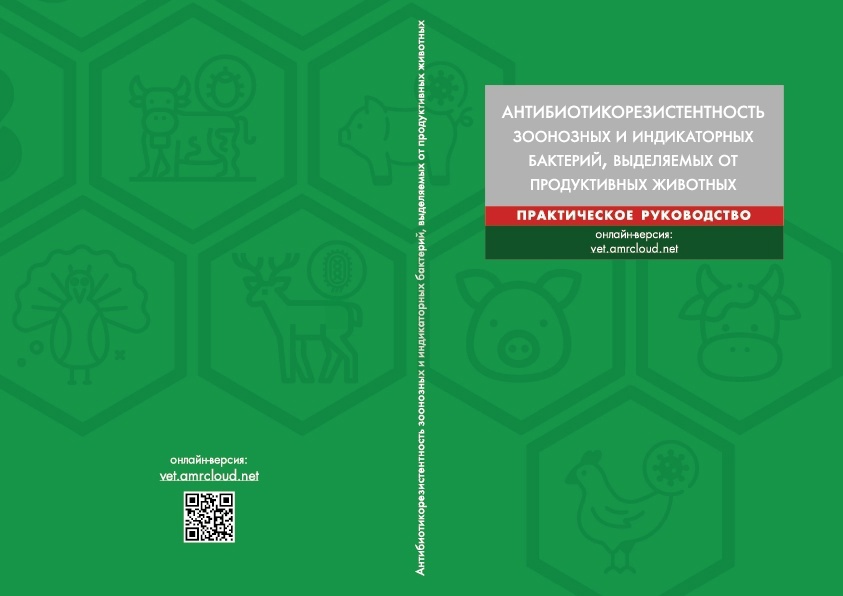 онлайн-версия:
vet.amrcloud.net
Антибиотикорезистентность зоонозных и индикаторных бактерий, выделяемых от продуктивных животных
АНТИБИОТИКОРЕЗИСТЕНТНОСТЬ
ЗООНОЗНЫХ И ИНДИКАТОРНЫХ
БАКТЕРИЙ, ВЫДЕЛЯЕМЫХ ОТ
ПРОДУКТИВНЫХ ЖИВОТНЫХ
ПРАКТИЧЕСКОЕ РУКОВОДСТВО
онлайн-версия:
vet.amrcloud.net